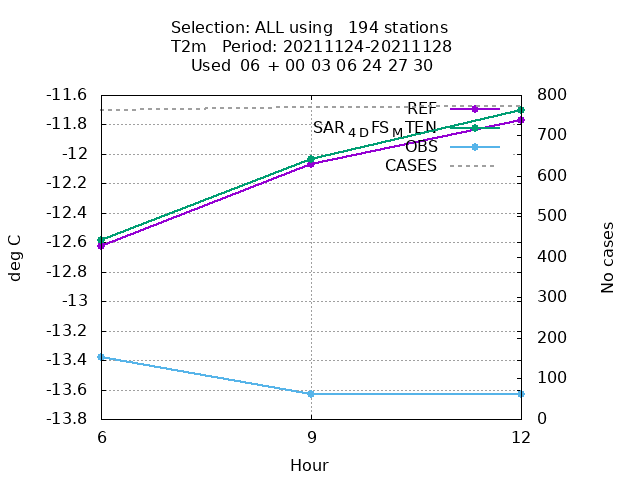 Selection: ALL using   194 stations
T2m   Period: 20211124-20211128
Used  06 + 00 03 06 24 27 30
-11.6
-11.8
-12
-12.2
-12.4
-12.6
-12.8
-13
-13.2
-13.4
-13.6
-13.8
deg C
REF
SAR4DFSMTEN
OBS
CASES
800
700
600
500
400
300
200
100
0
No cases
6 9 12
Hour